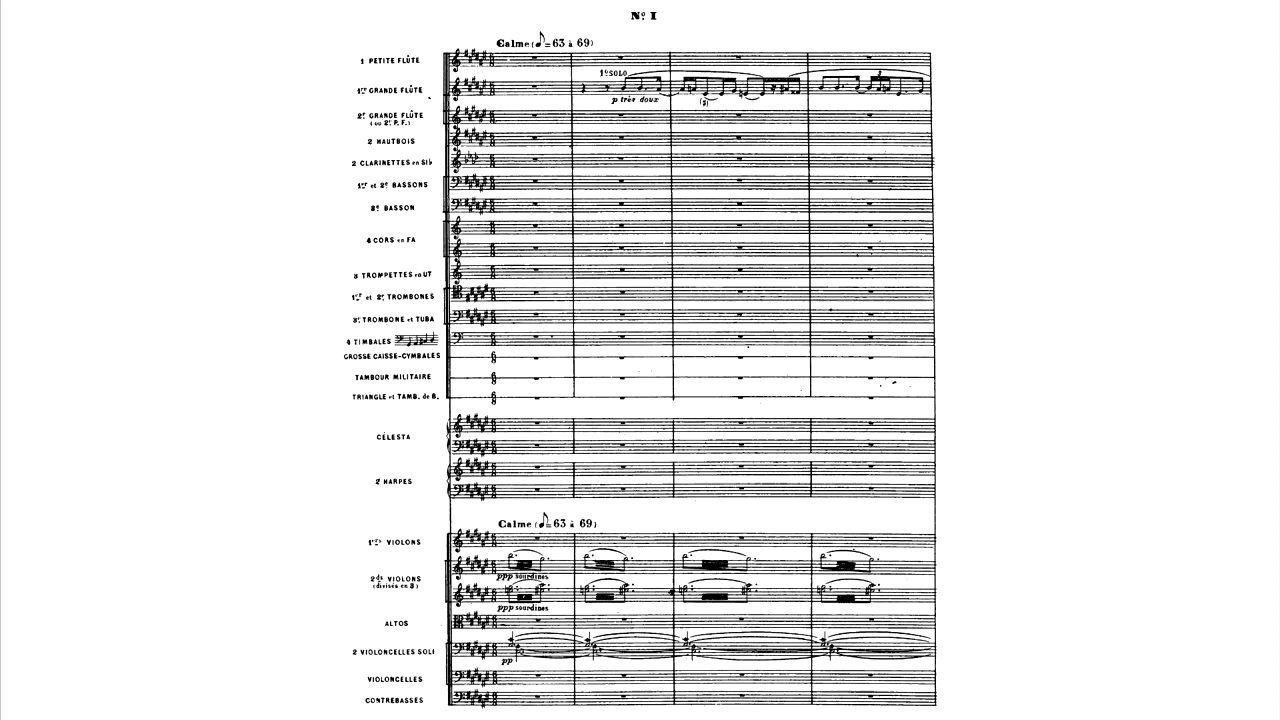 Nº I
Calme (♪=63 à 69)
1 PETITE FLÛTE
1º SOLO
1re GRANDE FLÛTE
p très doux
2e GRANDE FLÛTE
(ou 2e P. F.)
2 HAUTBOIS
2 CLARINETTES en SI♭
1er et 2e BASSONS
3e BASSON
4 CORS en FA
3 TROMPETTES en UT
1er et 2e TROMBONES
3e TROMBONE et TUBA
4 TIMBALES
GROSSE CAISSE-CYMBALES
TAMBOUR MILITAIRE
TRIANGLE et TAMB. de B.
CÉLESTA
2 HARPES
Calme (♪=63 à 69)
1ers VIOLONS
ppp sourdines
2ds VIOLONS
(divisés en 3)
ppp sourdines
ALTOS
2 VIOLONCELLES SOLI
pp
VIOLONCELLES
CONTREBASSES